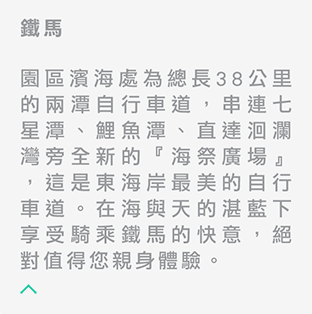 鐵馬
園區濱海處為總長38公里
的兩潭自行車道，串連七
星潭、鯉魚潭、直達洄瀾
灣旁全新的『海祭廣場』
，這是東海岸最美的自行
車道。在海與天的湛藍下
享受騎乘鐵馬的快意，絕
對值得您親身體驗。